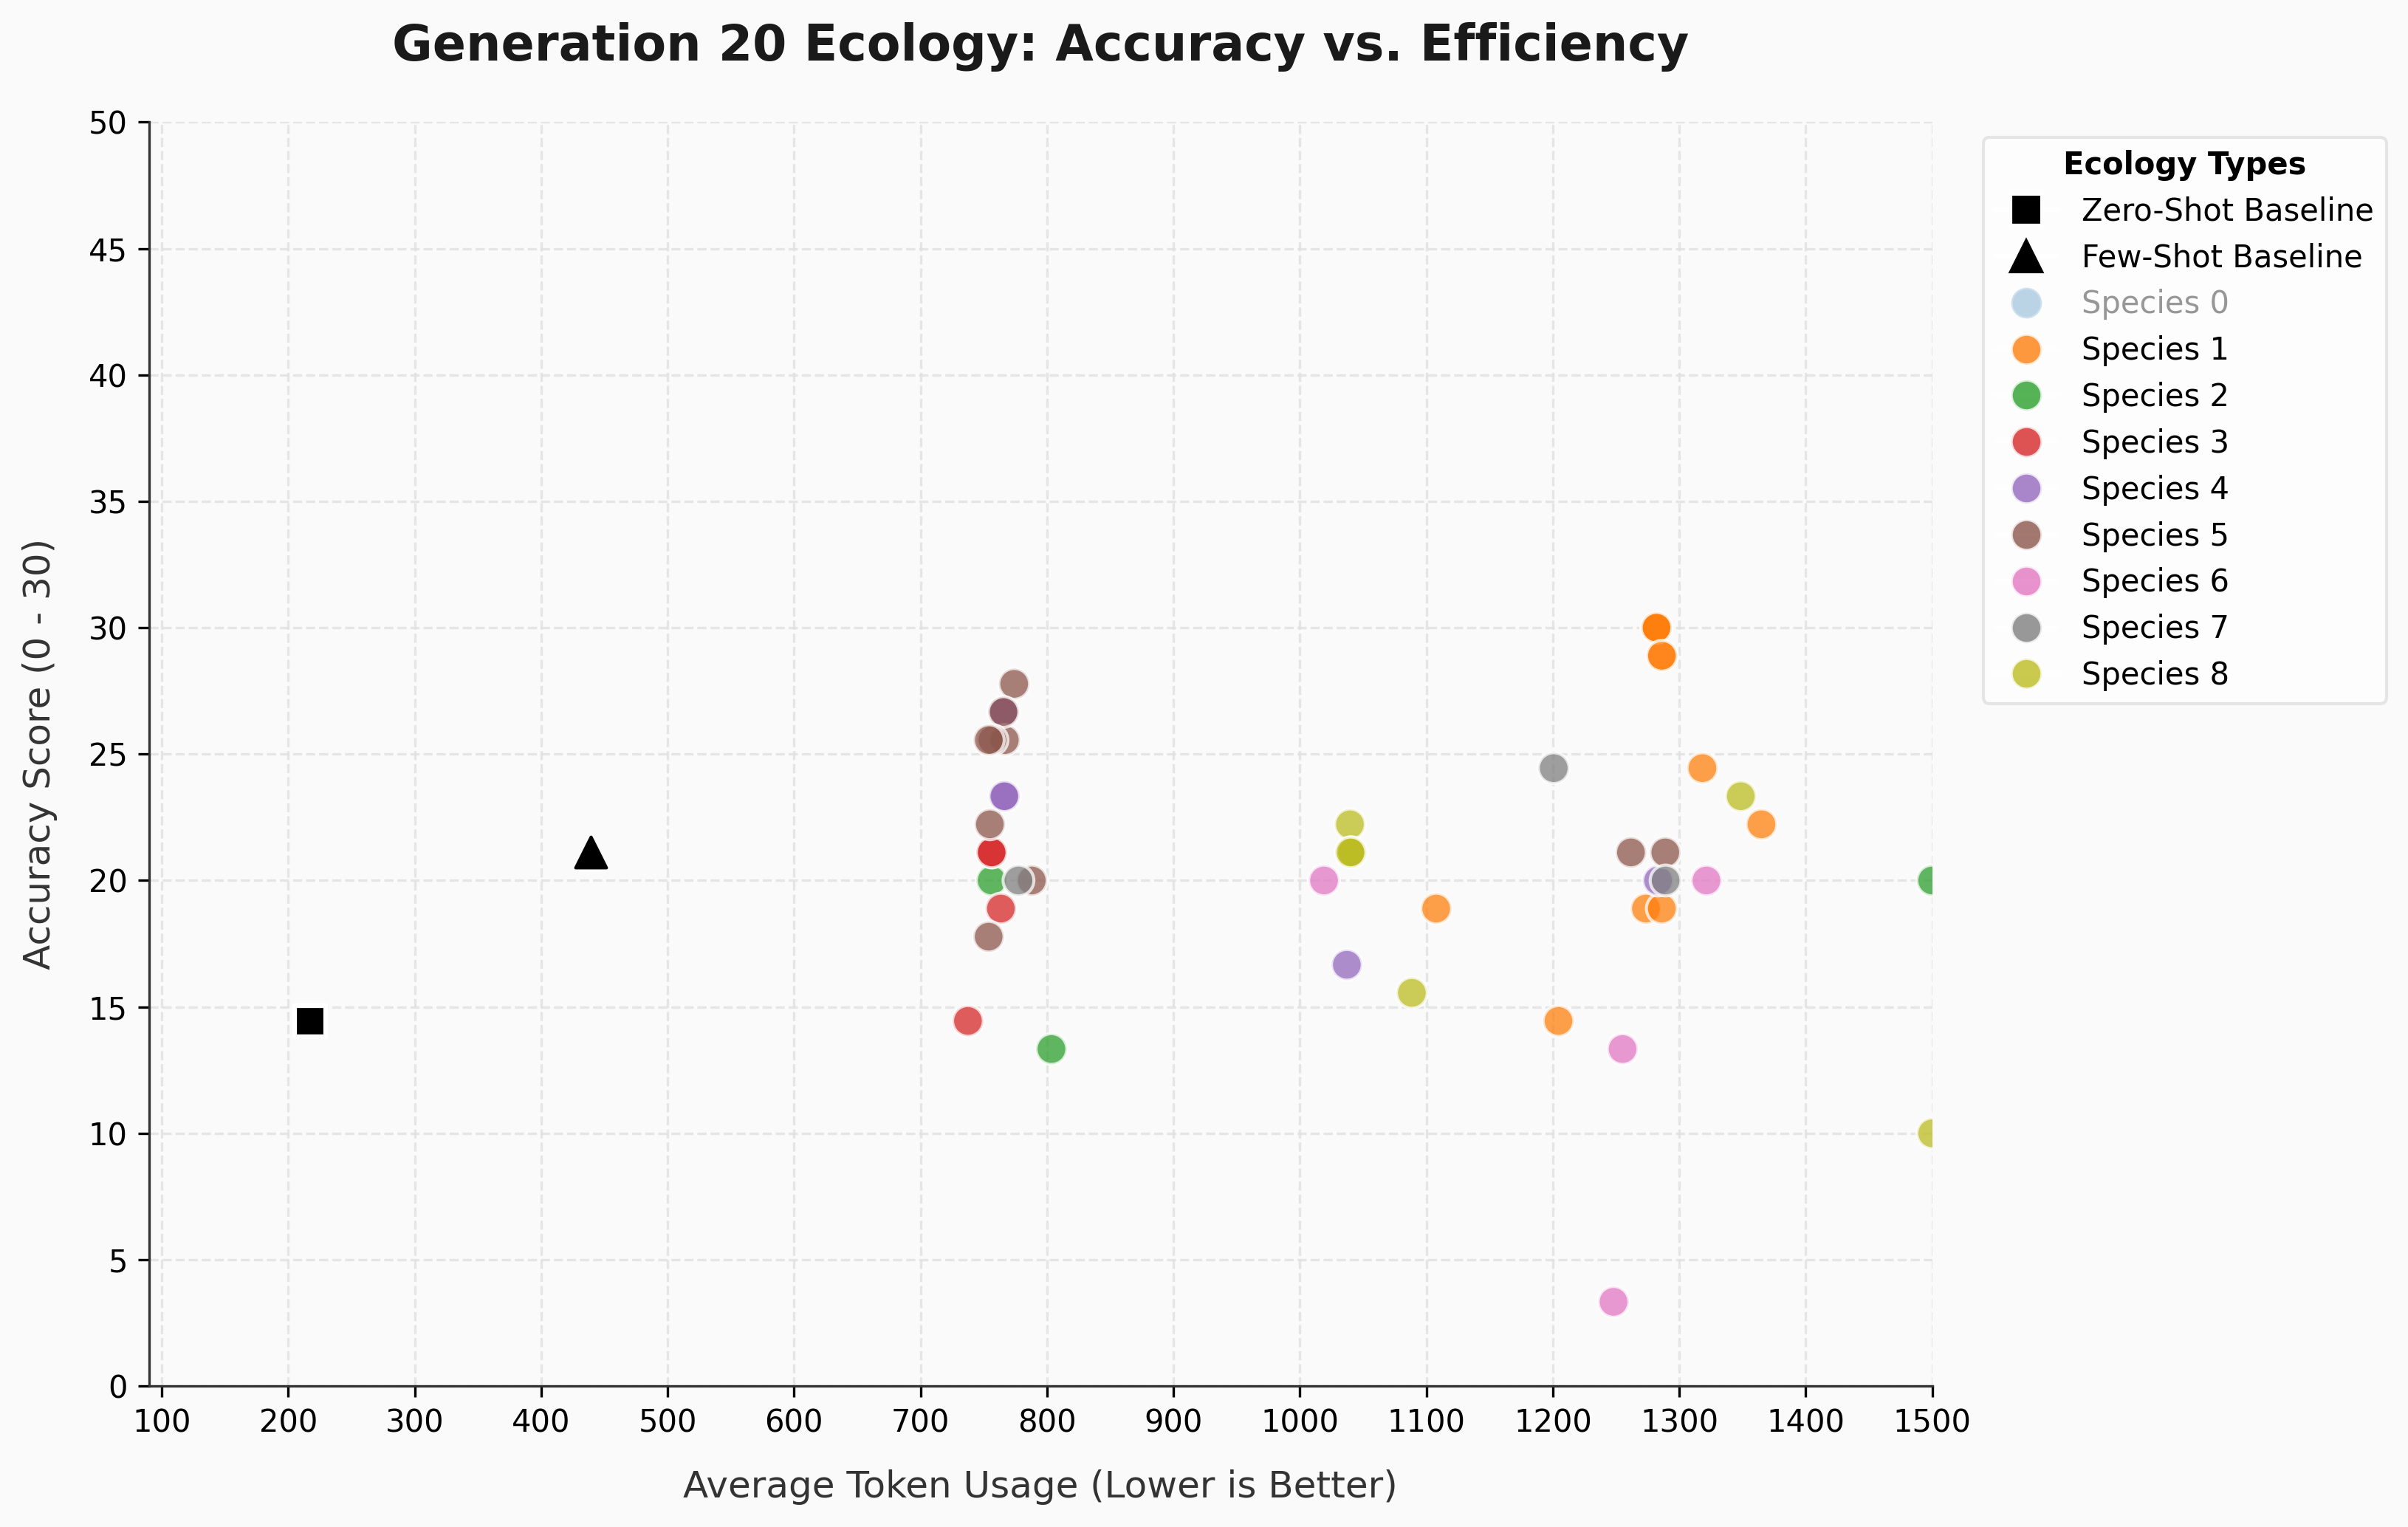 Generation 20 Ecology: Accuracy vs. Efficiency
Accuracy Score (0 - 30)
50
45
40
35
30
25
20
15
10
5
0
100 200 300 400 500 600 700 800 900 1000 1100 1200 1300 1400 1500
Average Token Usage (Lower is Better)
Ecology Types
Zero-Shot Baseline
Few-Shot Baseline
Species 0
Species 1
Species 2
Species 3
Species 4
Species 5
Species 6
Species 7
Species 8